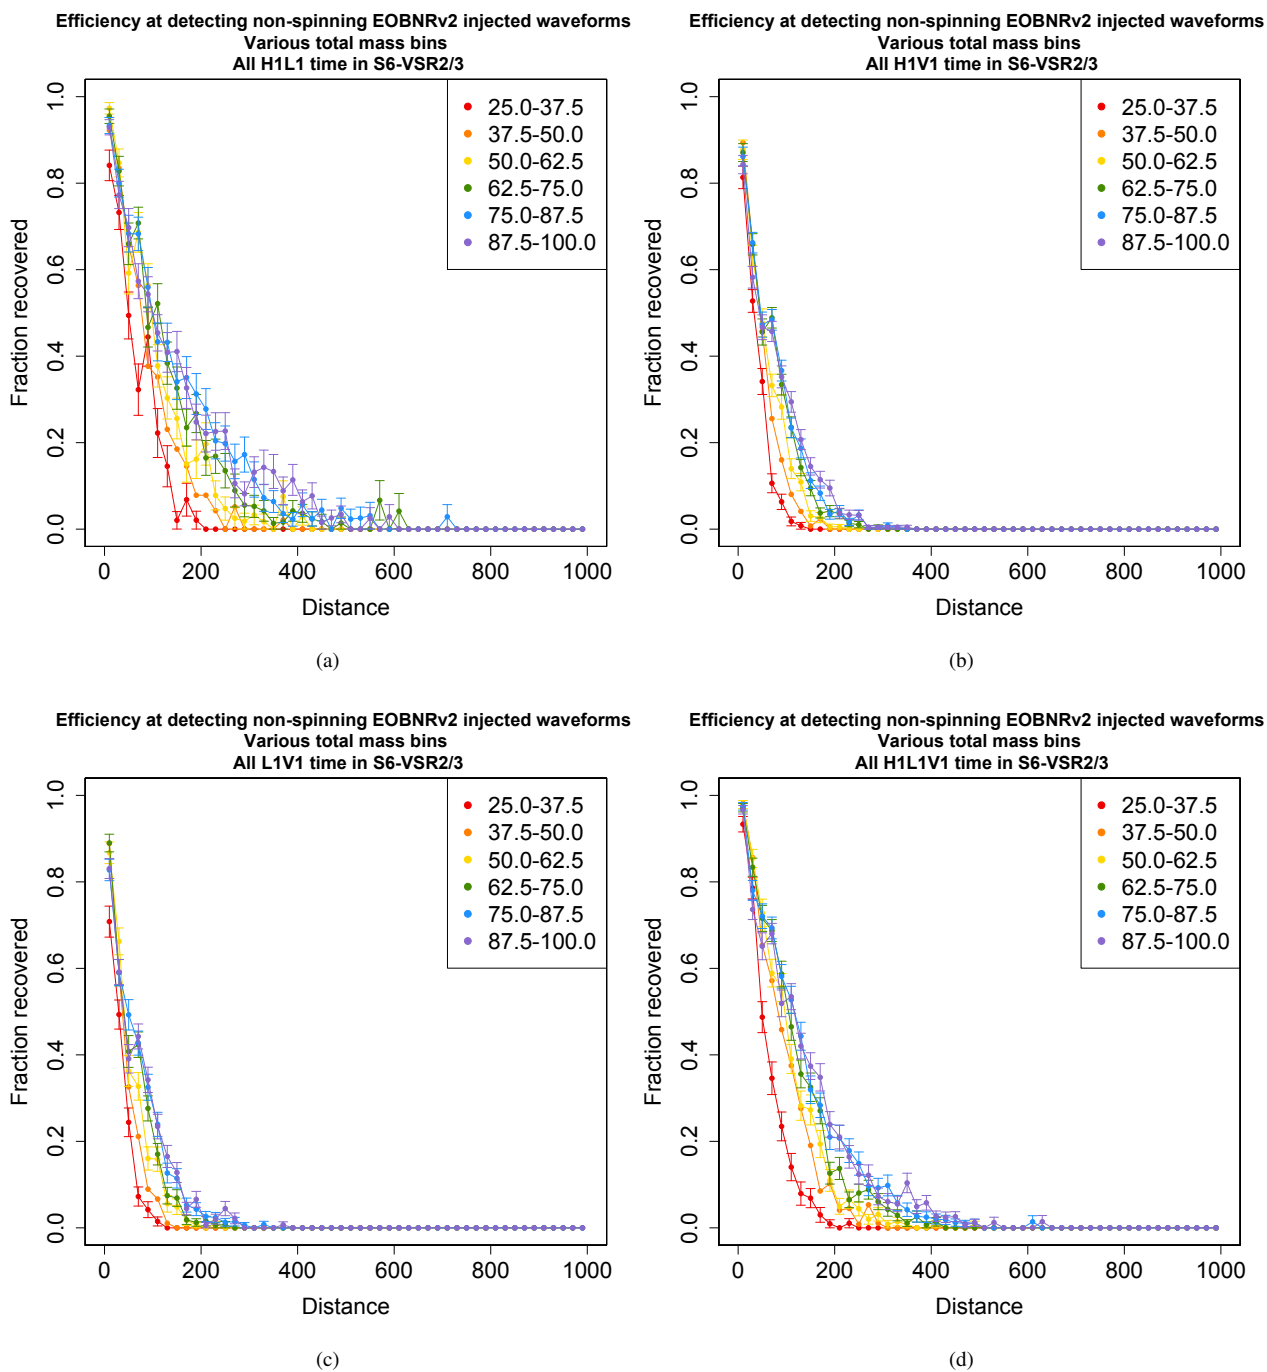 Efficiency at detecting non-spinning EOBNRv2 injected waveforms
Various total mass bins
All H1L1 time in S6-VSR2/3
25.0-37.5
37.5-50.0
50.0-62.5
62.5-75.0
75.0-87.5
87.5-100.0
Fraction recovered
0.0 0.2 0.4 0.6 0.8 1.0
0 200 400 600 800 1000
Distance
(a)
Efficiency at detecting non-spinning EOBNRv2 injected waveforms
Various total mass bins
All H1V1 time in S6-VSR2/3
25.0-37.5
37.5-50.0
50.0-62.5
62.5-75.0
75.0-87.5
87.5-100.0
Fraction recovered
0.0 0.2 0.4 0.6 0.8 1.0
0 200 400 600 800 1000
Distance
(b)
Efficiency at detecting non-spinning EOBNRv2 injected waveforms
Various total mass bins
All L1V1 time in S6-VSR2/3
25.0-37.5
37.5-50.0
50.0-62.5
62.5-75.0
75.0-87.5
87.5-100.0
Fraction recovered
0.0 0.2 0.4 0.6 0.8 1.0
0 200 400 600 800 1000
Distance
(c)
Efficiency at detecting non-spinning EOBNRv2 injected waveforms
Various total mass bins
All H1L1V1 time in S6-VSR2/3
25.0-37.5
37.5-50.0
50.0-62.5
62.5-75.0
75.0-87.5
87.5-100.0
Fraction recovered
0.0 0.2 0.4 0.6 0.8 1.0
0 200 400 600 800 1000
Distance
(d)